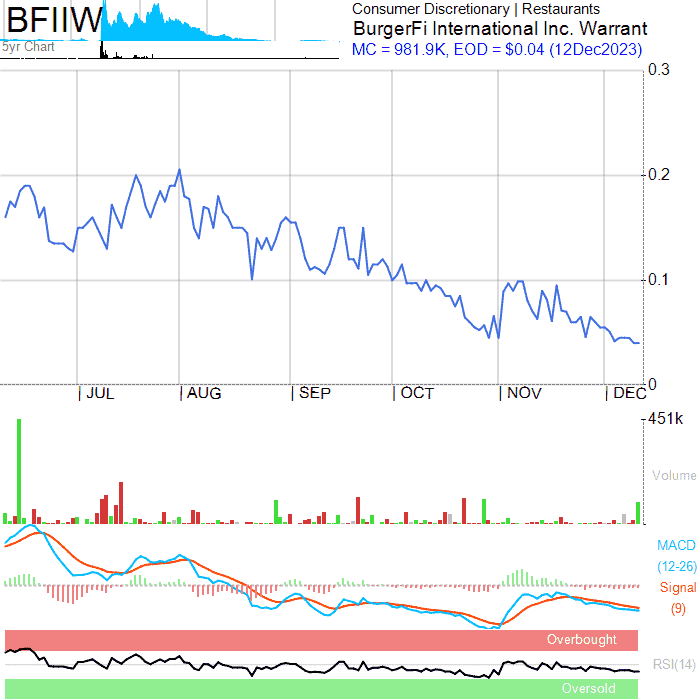 BFIIW
5yr Chart
Consumer Discretionary | Restaurants
BurgerFi International Inc. Warrant
MC = 981.9K, EOD = $0.04 (12Dec2023)
0.3
0.2
0.1
0
| JUL | AUG | SEP | OCT | NOV | DEC
451k
Volume
MACD
(12-26)
Signal
(9)
Overbought
RSI(14)
Oversold